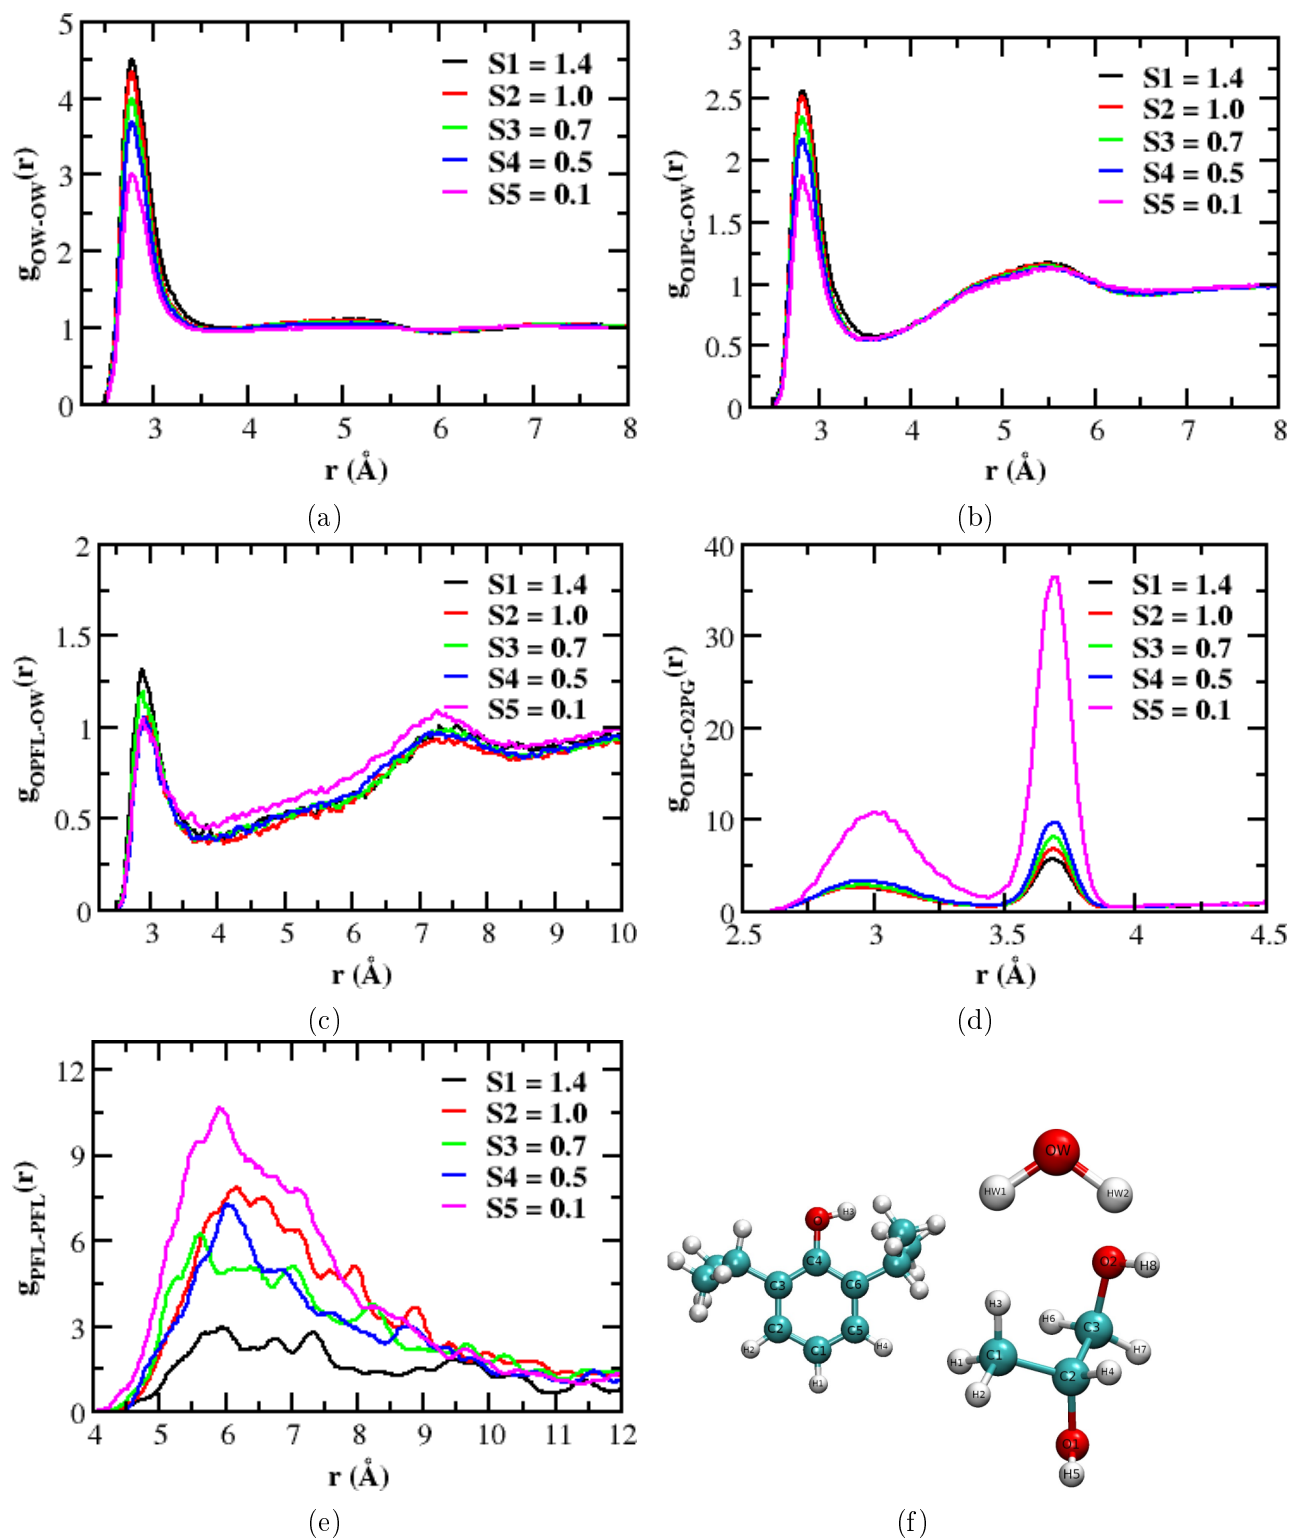 5
4
3
2
1
0
g_OW-OW(r)
S1 = 1.4
S2 = 1.0
S3 = 0.7
S4 = 0.5
S5 = 0.1
3 4 5 6 7 8
r (Å)
(a)
3
2.5
2
1.5
1
0.5
0
g_O1PG-OW(r)
S1 = 1.4
S2 = 1.0
S3 = 0.7
S4 = 0.5
S5 = 0.1
3 4 5 6 7 8
r (Å)
(b)
2
1.5
1
0.5
0
g_OPFL-OW(r)
S1 = 1.4
S2 = 1.0
S3 = 0.7
S4 = 0.5
S5 = 0.1
3 4 5 6 7 8 9 10
r (Å)
(c)
40
30
20
10
0
g_O1PG-O2PG(r)
S1 = 1.4
S2 = 1.0
S3 = 0.7
S4 = 0.5
S5 = 0.1
2.5 3 3.5 4 4.5
r (Å)
(d)
12
9
6
3
0
g_PFL-PFL(r)
S1 = 1.4
S2 = 1.0
S3 = 0.7
S4 = 0.5
S5 = 0.1
4 5 6 7 8 9 10 11 12
r (Å)
(e)
OW
HW1 HW2
O H3
C4
C3 C6
C2 C5
H2 C1 H4
H1
O2 H8
H3
H6 C3
H7
C1
H1 C2 H4
H2
O1
H5
(f)